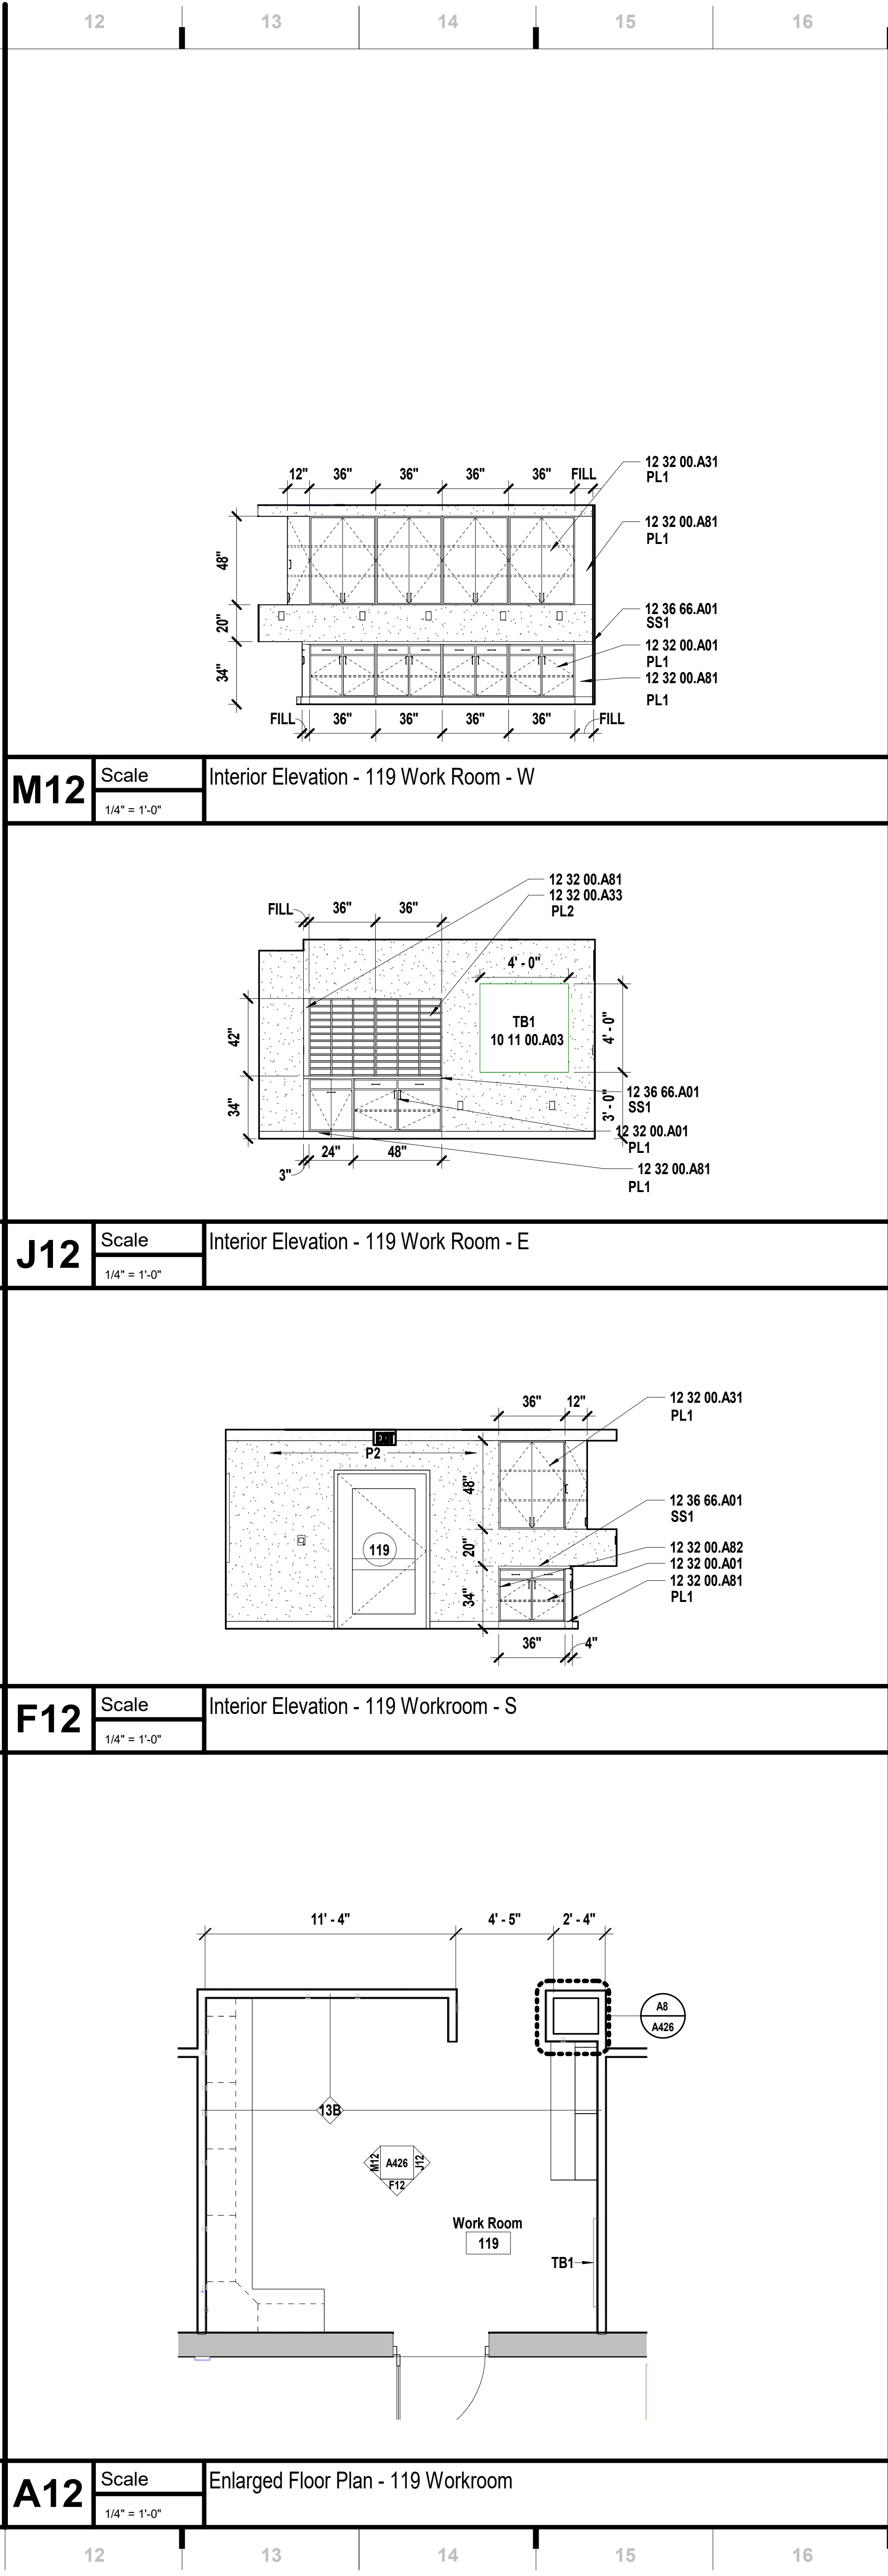 12 13 14 15 16
12 32 00.A31
PL1
12" 36" 36" 36" 36" FILL
12 32 00.A81
PL1
48"
20"
34"
12 36 66.A01
SS1
12 32 00.A01
PL1
12 32 00.A81
PL1
FILL 36" 36" 36" 36" FILL
M12
Scale
1/4" = 1'-0"
Interior Elevation - 119 Work Room - W
12 32 00.A81
12 32 00.A33
PL2
FILL 36" 36"
4' - 0"
TB1
10 11 00.A03
4' - 0"
42"
34"
3' - 0"
12 36 66.A01
SS1
12 32 00.A01
PL1
24" 48"
3"
12 32 00.A81
PL1
J12
Scale
1/4" = 1'-0"
Interior Elevation - 119 Work Room - E
12 32 00.A31
PL1
36" 12"
EXIT
P2
48"
20"
34"
119
12 36 66.A01
SS1
12 32 00.A82
12 32 00.A01
12 32 00.A81
PL1
36" 4"
F12
Scale
1/4" = 1'-0"
Interior Elevation - 119 Workroom - S
11' - 4" 4' - 5" 2' - 4"
A8
A426
13B
M12 A426 J12
F12
Work Room
119
TB1
A12
Scale
1/4" = 1'-0"
Enlarged Floor Plan - 119 Workroom
12 13 14 15 16